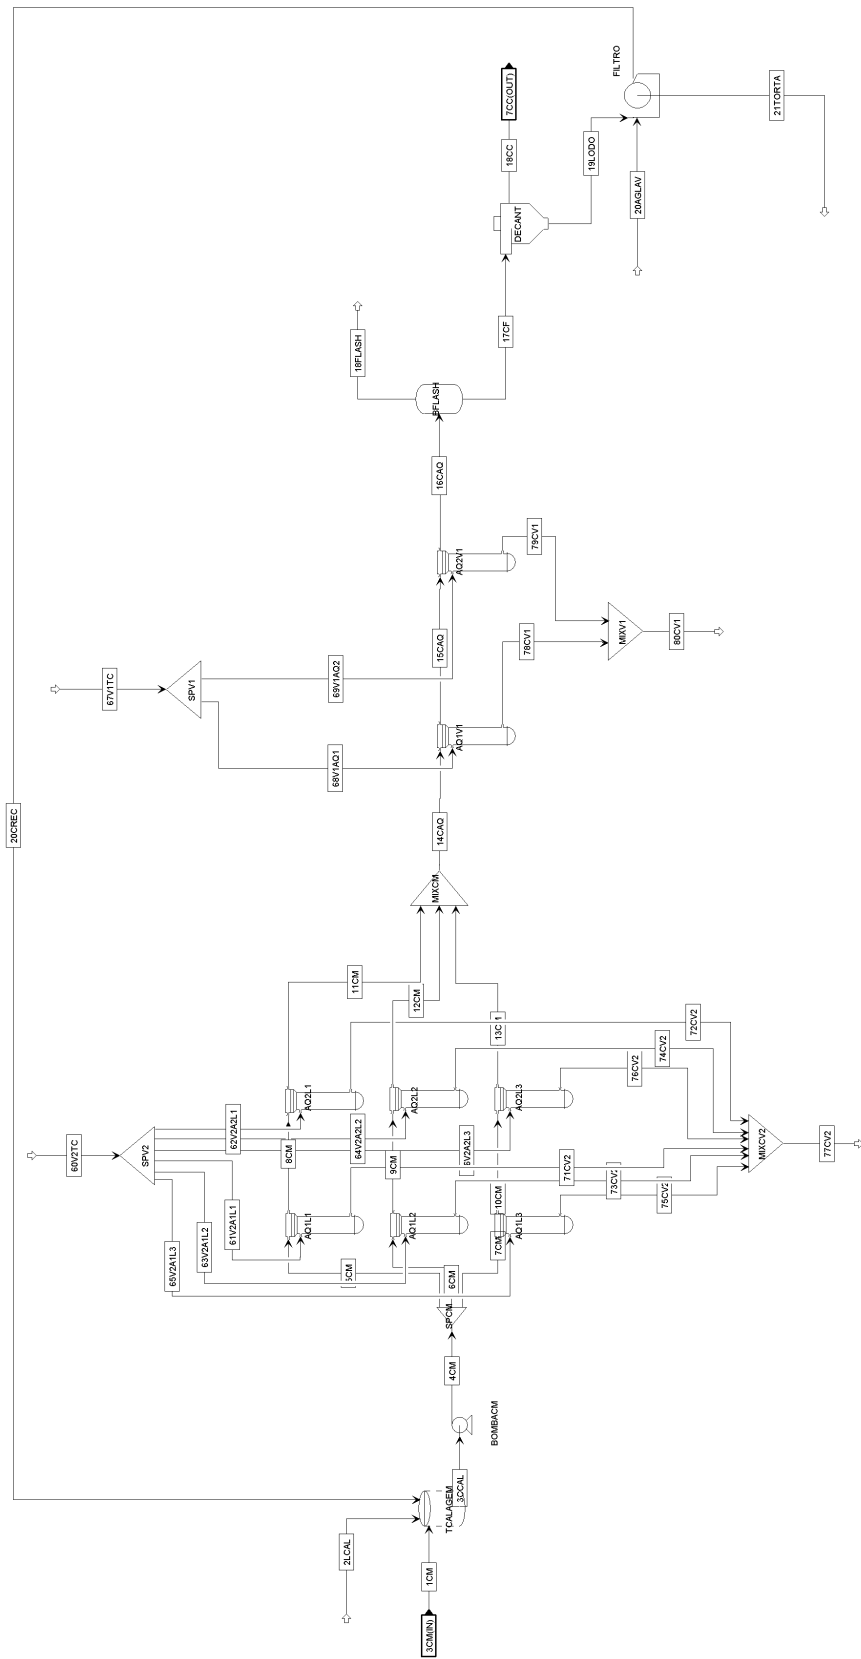 FILTRO
21TORTA
7CC(OUT)
18CC
19LODO
20AGLAV
DECANT
17CF
18FLASH
BFLASH
16CAQ
79CV1
AQ2V1
MIXV1
80CV1
78CV1
15CAQ
69V1AQ2
67V1TC
SPV1
AQ1V1
68V1AQ1
20CREC
14CAQ
MIXCM
11CM
12CM
72CV2
74CV2
76CV2
AQ2L1
AQ2L2
AQ2L3
62V2A2L1
64V2A2L2
6V2A2L3
60V2TC
SPV2
8CM
9CM
10CM
71CV2
73CV2
75CV2
MIXCV2
77CV2
61V2A1L1
63V2A1L2
65V2A1L3
AQ1L1
AQ1L2
AQ1L3
7CM
6CM
SPCM
4CM
BOMBACM
TCALAGEM
2LCAL
1CM
3CM(IN)